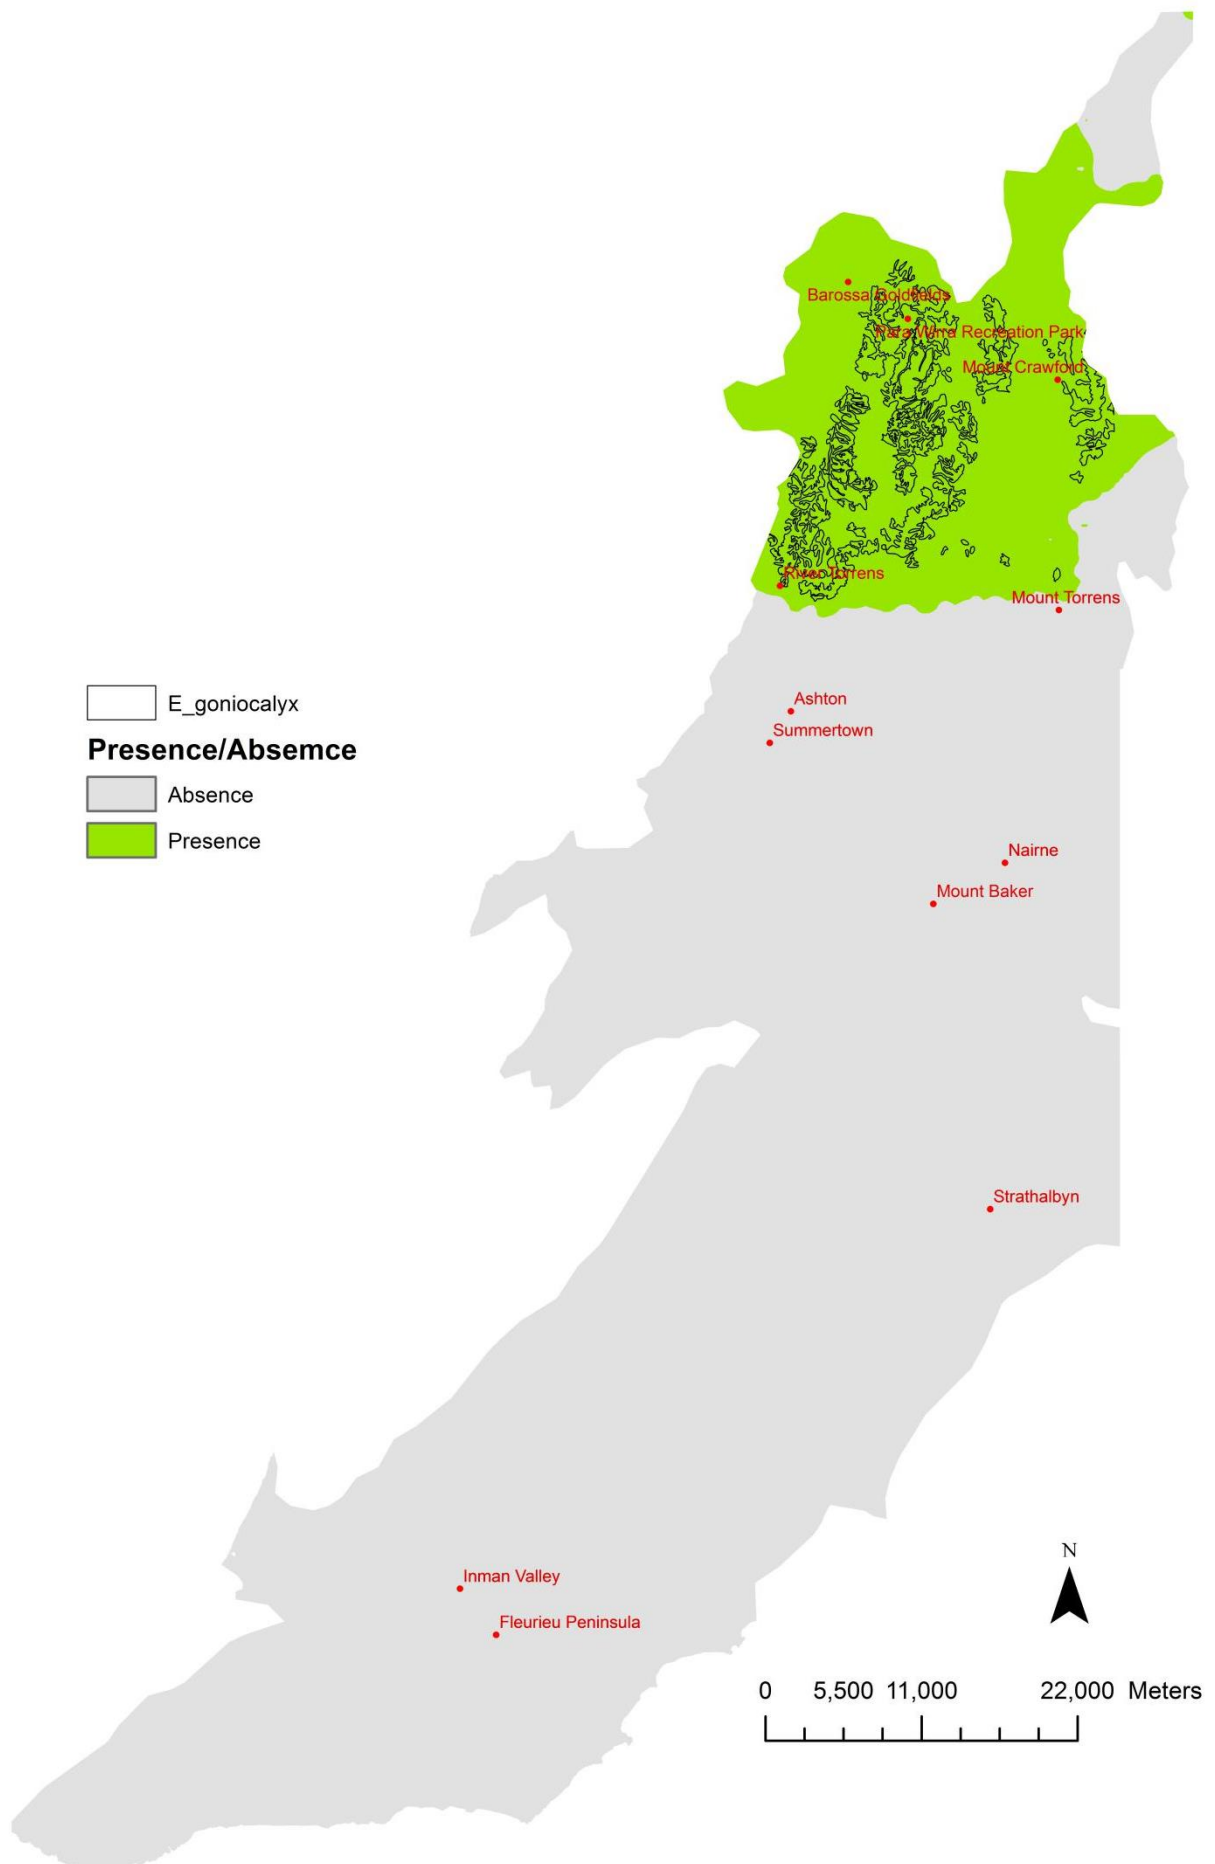 Barossa Goldfields
Para Wirra Recreation Park
Mount Crawford
River Torrens
Mount Torrens
E_goniocalyx
Presence/Absemce
Absence
Presence
Ashton
Summertown
Nairne
Mount Baker
Strathalbyn
Inman Valley
Fleurieu Peninsula
N
0 5,500 11,000 22,000 Meters